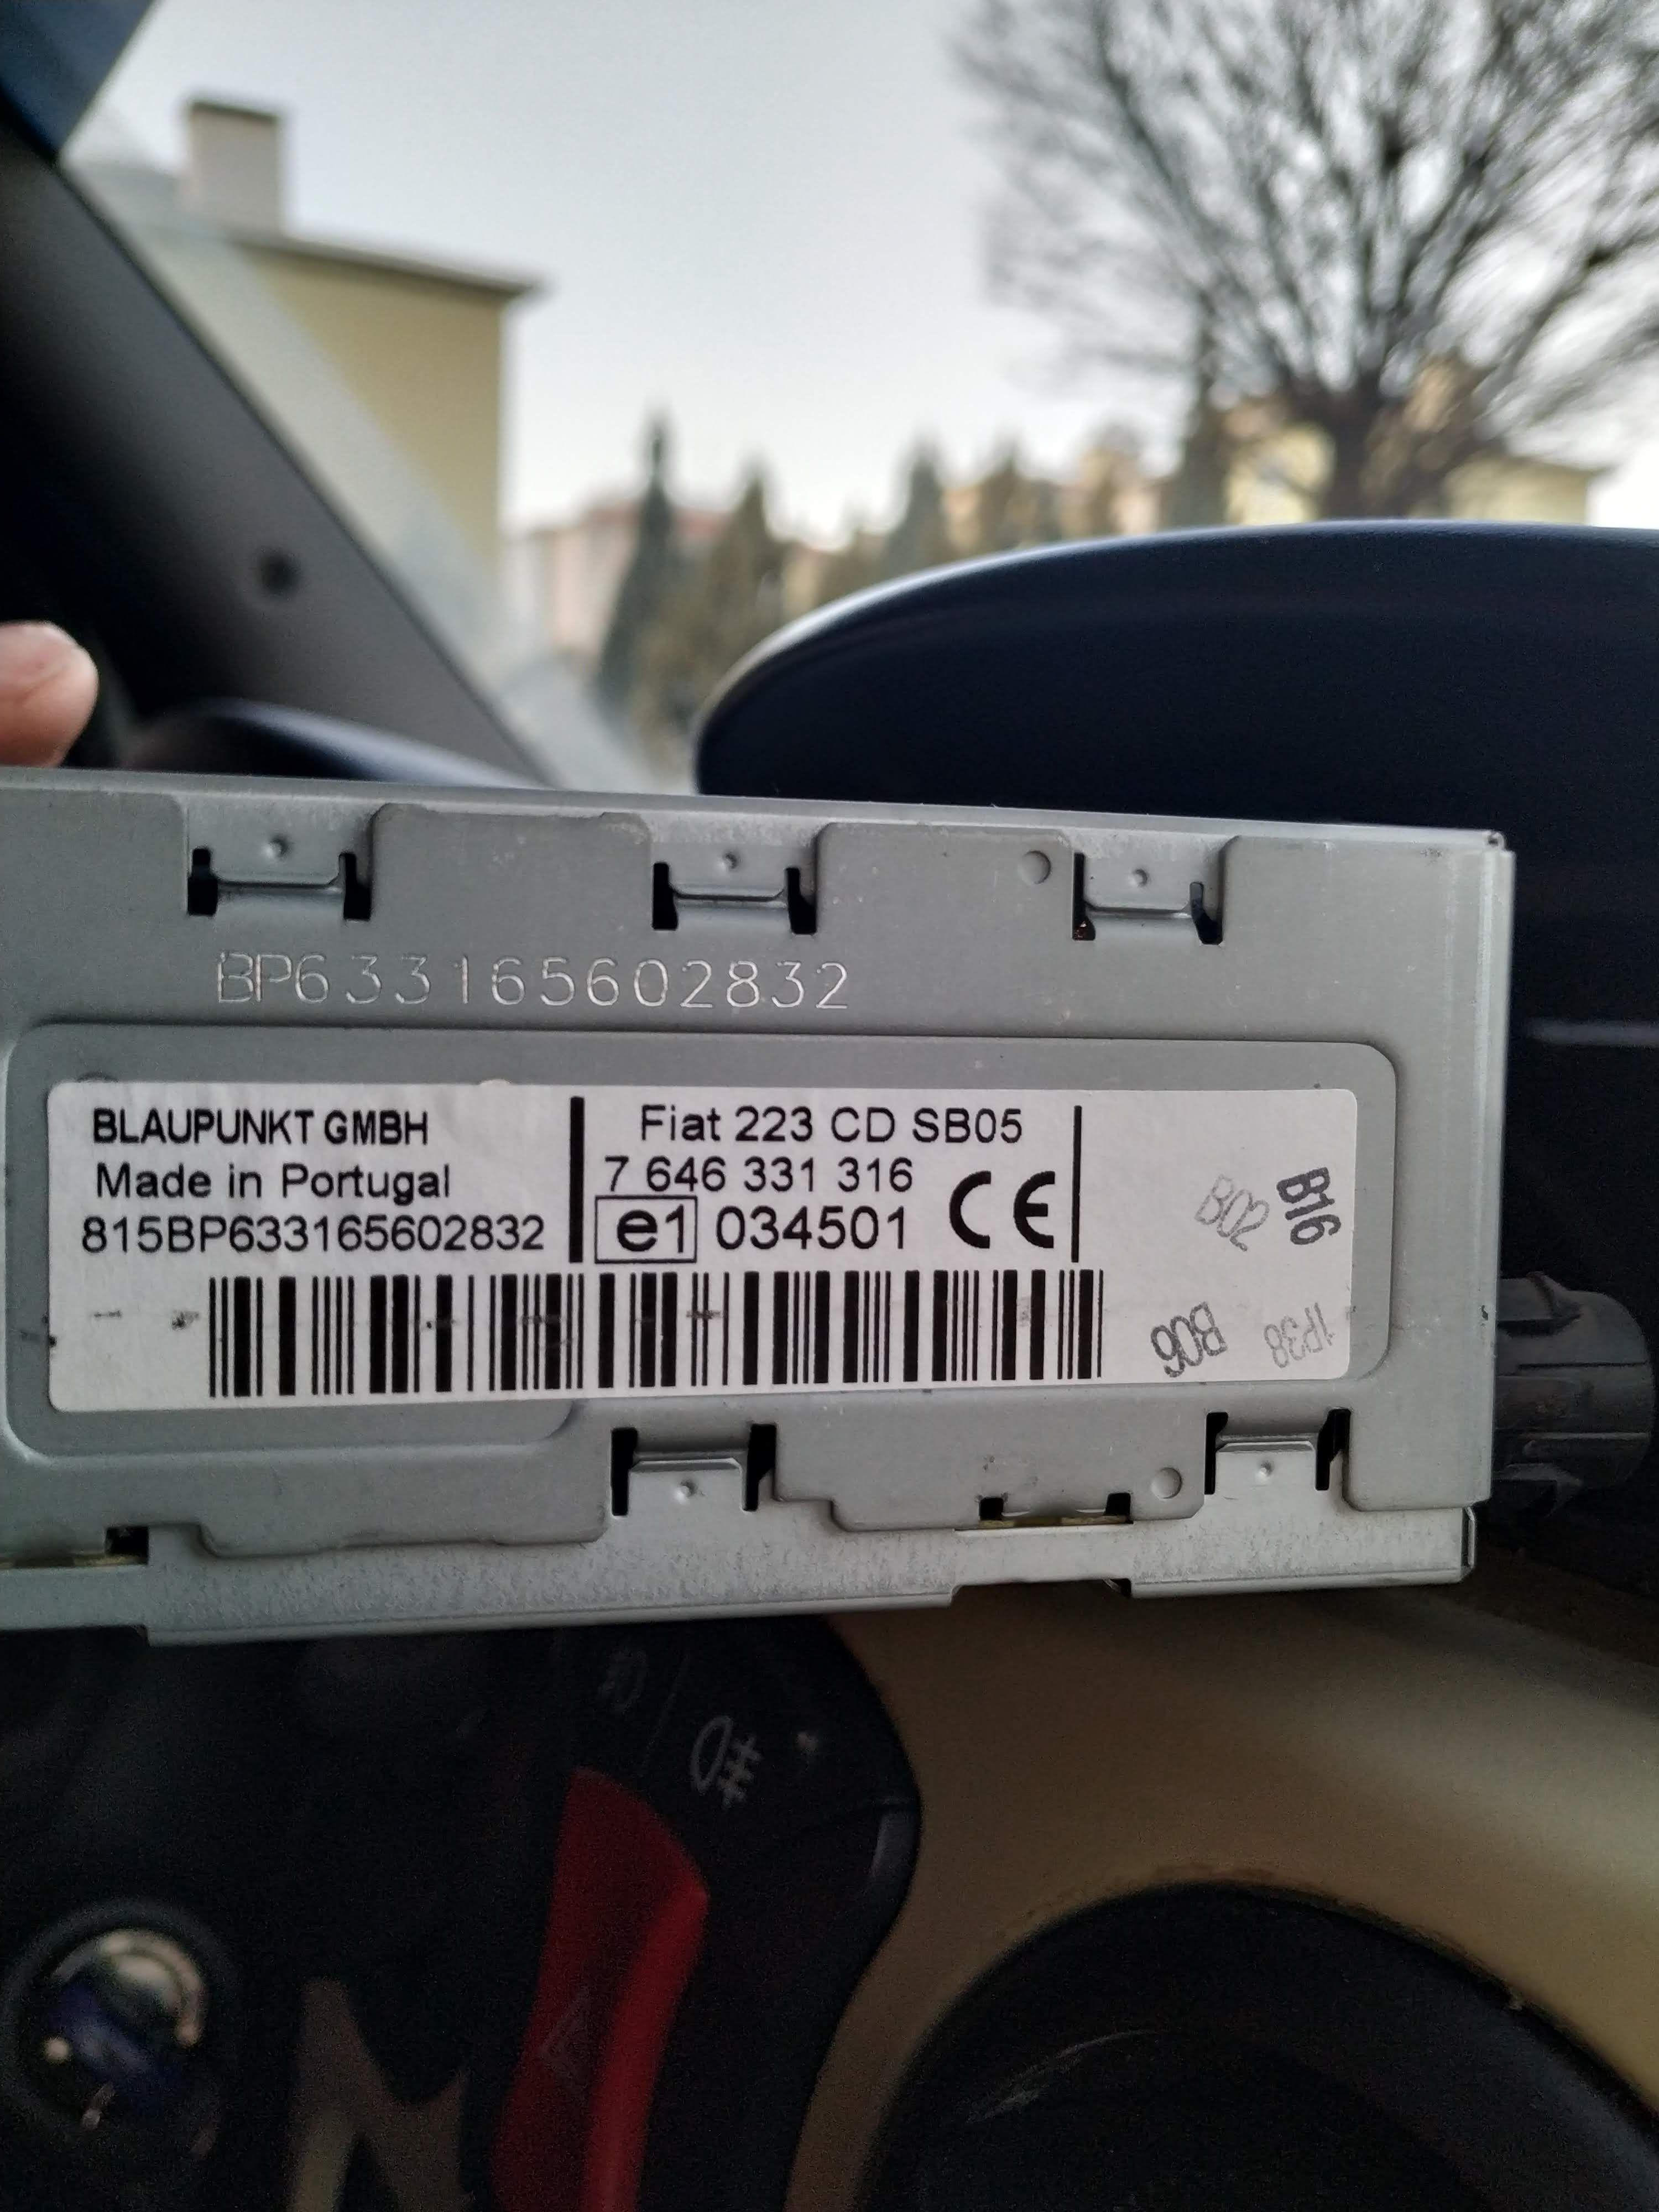 BP633165602832
BLAUPUNKT GMBH
Made in Portugal
815BP633165602832
Fiat 223 CD SB05
7 646 331 316
e1 034501 CE
B02
B16
B06
1P38